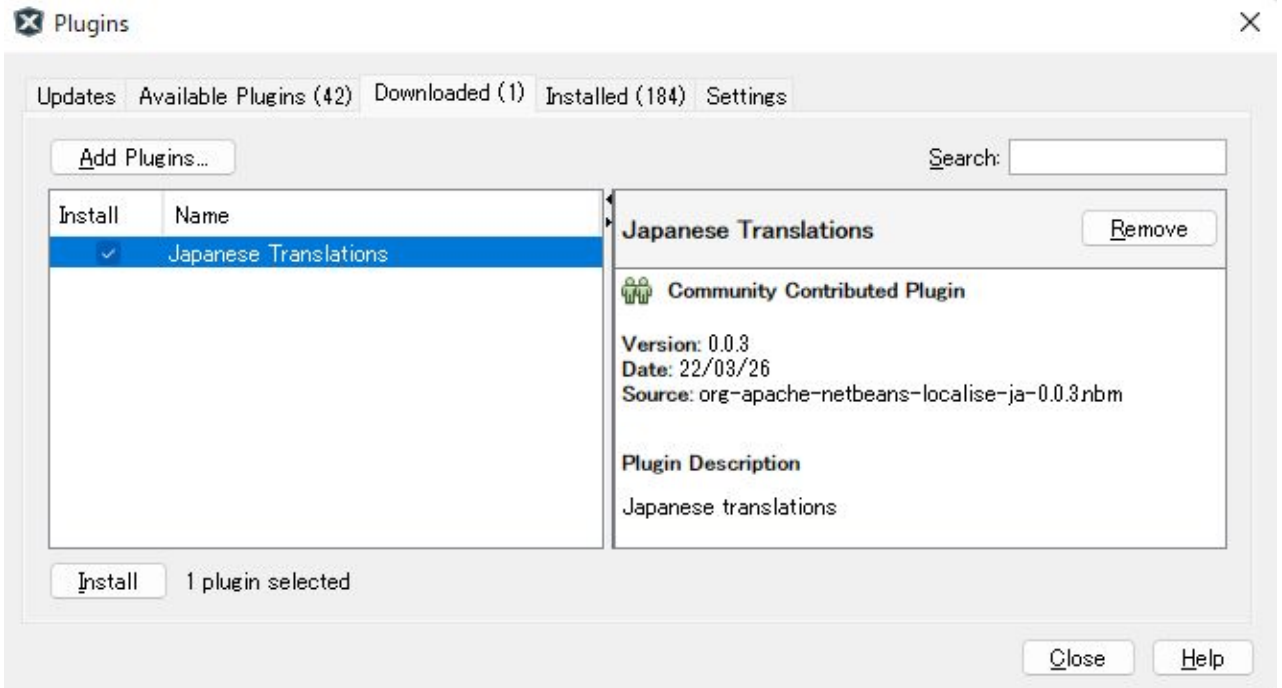 Plugins
Updates Available Plugins (42) Downloaded (1) Installed (184) Settings
Add Plugins... Search:
Install Name
Japanese Translations
Japanese Translations Remove
Community Contributed Plugin
Version: 0.0.3
Date: 22/03/26
Source: org-apache-netbeans-localise-ja-0.0.3.nbm
Plugin Description
Japanese translations
Install 1 plugin selected
Close Help